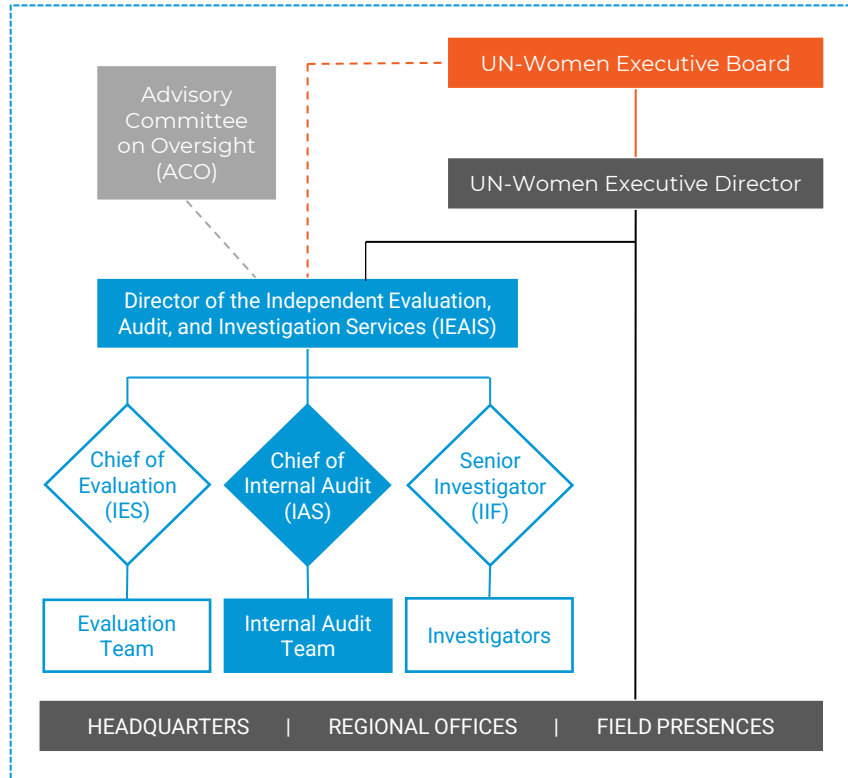 UN-Women Executive Board
Advisory
Committee
on Oversight
(ACO)
UN-Women Executive Director
Director of the Independent Evaluation,
Audit, and Investigation Services (IEAIS)
Chief of
Evaluation
(IES)
Chief of
Internal Audit
(IAS)
Senior
Investigator
(IIF)
Evaluation
Team
Internal Audit
Team
Investigators
HEADQUARTERS | REGIONAL OFFICES | FIELD PRESENCES